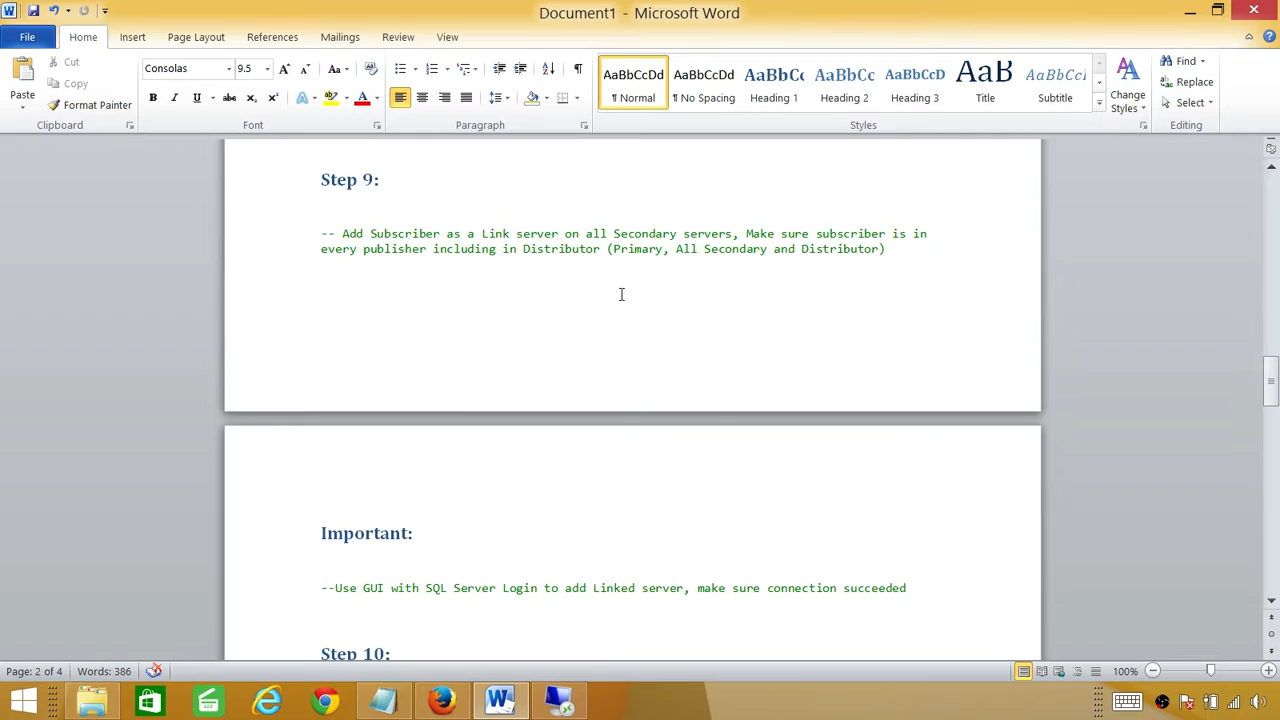 Document1 - Microsoft Word
File
Home
Insert
Page Layout
References
Mailings
Review
View
Paste
Cut
Copy
Format Painter
Clipboard
Consolas
9.5
Font
Paragraph
AaBbCcDd
¶ Normal
AaBbCcDd
¶ No Spacing
AaBbCc
Heading 1
AaBbCc
Heading 2
AaBbCcD
Heading 3
AaB
Title
AaBbCcI
Subtitle
Change
Styles
Styles
Find
Replace
Select
Editing
Step 9:
-- Add Subscriber as a Link server on all Secondary servers, Make sure subscriber is in
every publisher including in Distributor (Primary, All Secondary and Distributor)
Important:
--Use GUI with SQL Server Login to add Linked server, make sure connection succeeded
Step 10:
Page: 2 of 4
Words: 386
100%